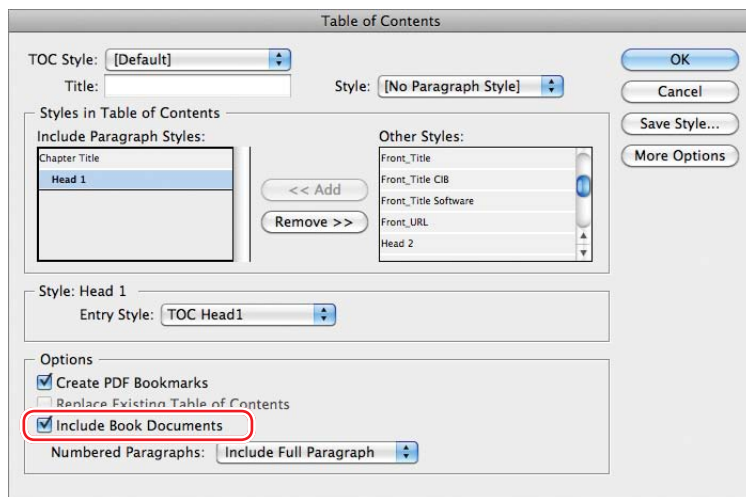 Table of Contents
TOC Style: [Default]
OK
Title:
Style: [No Paragraph Style]
Cancel
Styles in Table of Contents
Save Style...
Include Paragraph Styles:
Other Styles:
More Options
Chapter Title
Head 1
<< Add
Remove >>
Front_Title
Front_Title CIB
Front_Title Software
Front_URL
Head 2
Style: Head 1
Entry Style: TOC Head1
Options
Create PDF Bookmarks
Replace Existing Table of Contents
Include Book Documents
Numbered Paragraphs: Include Full Paragraph